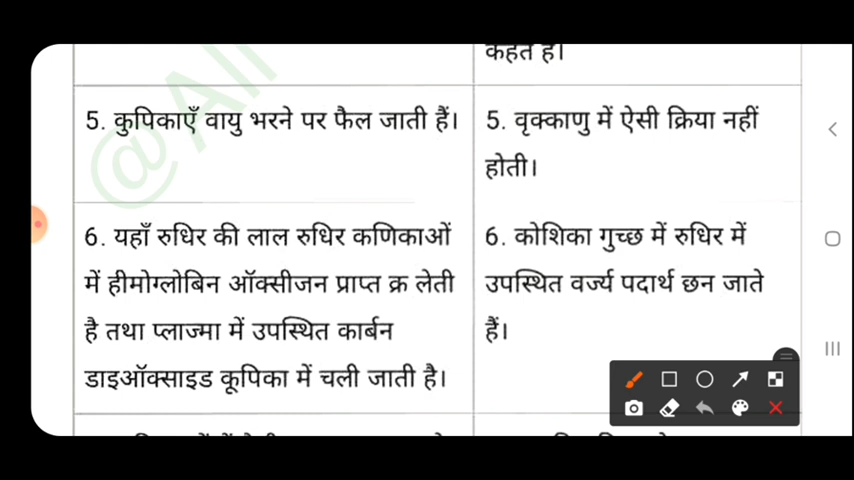 कहते हैं।
5. कुपिकाएँ वायु भरने पर फैल जाती हैं।
5. वृक्काणु में ऐसी क्रिया नहीं
होती।
6. यहाँ रुधिर की लाल रुधिर कणिकाओं
में हीमोग्लोबिन ऑक्सीजन प्राप्त क्र लेती
है तथा प्लाज्मा में उपस्थित कार्बन
डाइऑक्साइड कूपिका में चली जाती है।
6. कोशिका गुच्छ में रुधिर में
उपस्थित वर्ज्य पदार्थ छन जाते
हैं।